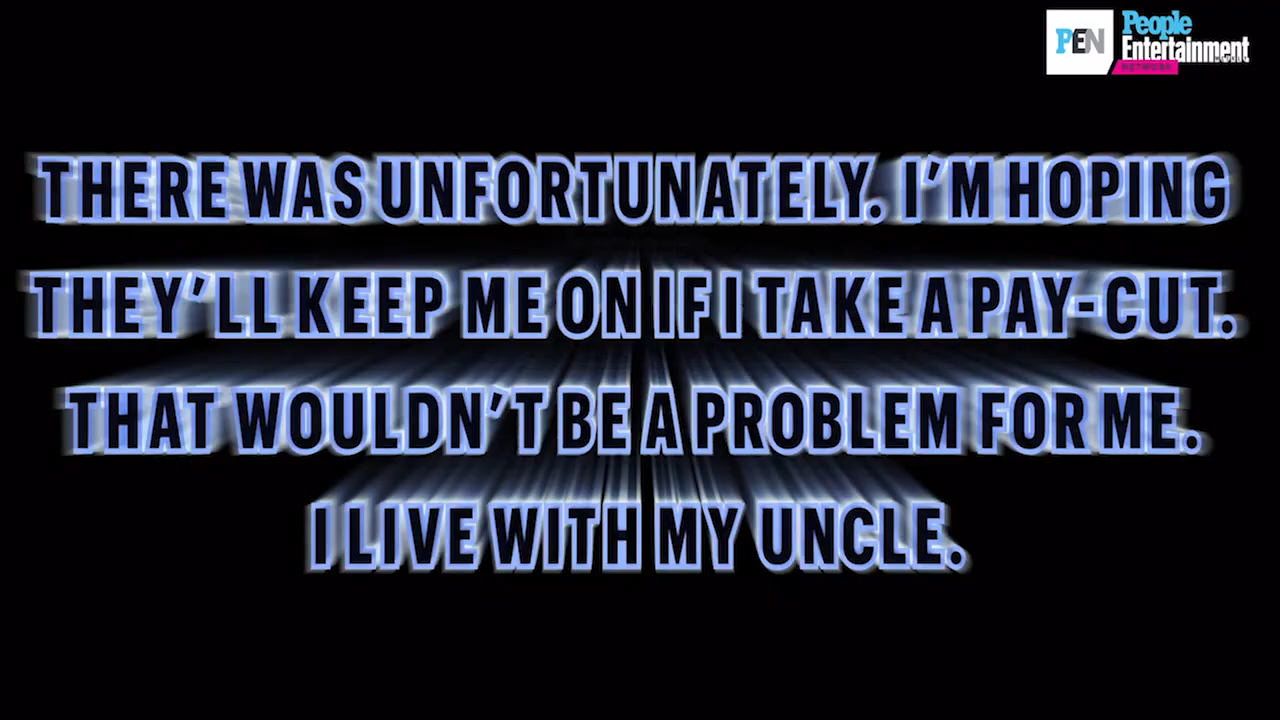 PEN
People
Entertainment
NETWORK
THERE WAS UNFORTUNATELY. I'M HOPING
THEY'LL KEEP ME ON IF I TAKE A PAY-CUT.
THAT WOULDN'T BE A PROBLEM FOR ME.
I LIVE WITH MY UNCLE.